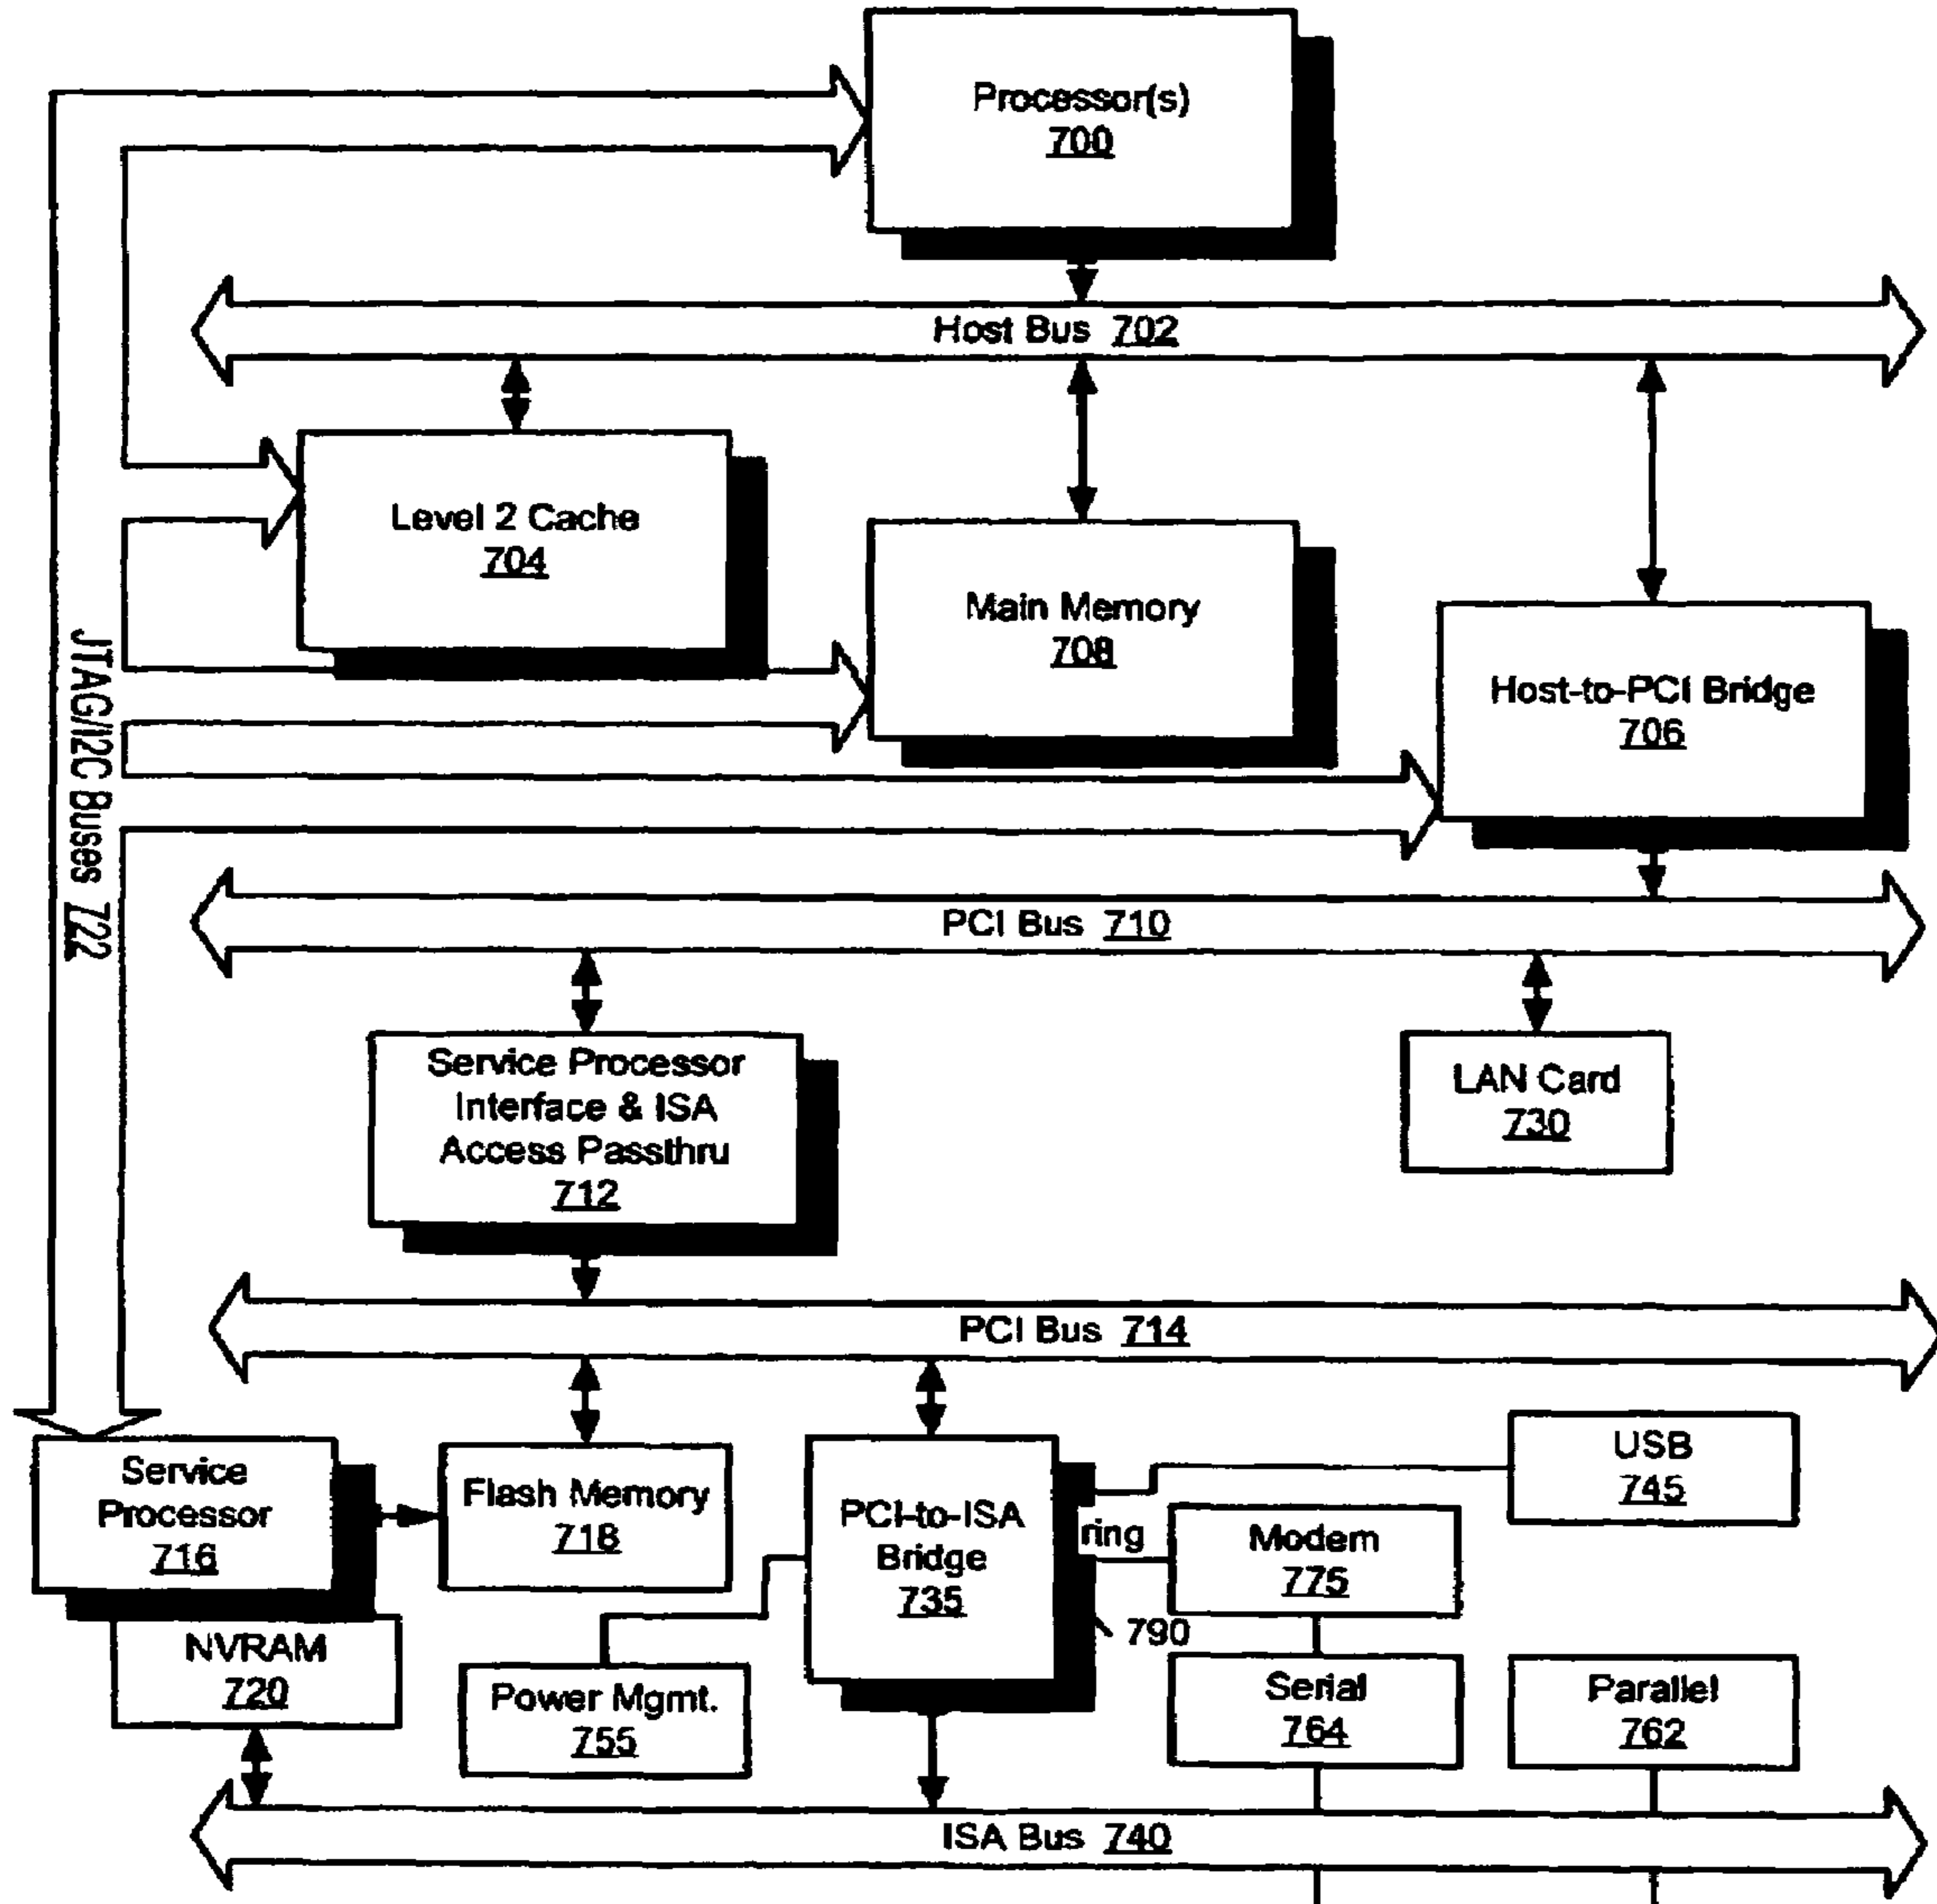 Processor(s)
700
Host Bus 702
Level 2 Cache
704
Main Memory
708
Host-to-PCI Bridge
706
JTAG/I2C Buses 722
PCI Bus 710
Service Processor
Interface & ISA
Access Passthru
712
LAN Card
730
PCI Bus 714
Service
Processor
716
Flash Memory
718
PCI-to-ISA
Bridge
735
USB
745
ring
Modem
775
790
NVRAM
720
Power Mgmt.
755
Serial
764
Parallel
762
ISA Bus 740